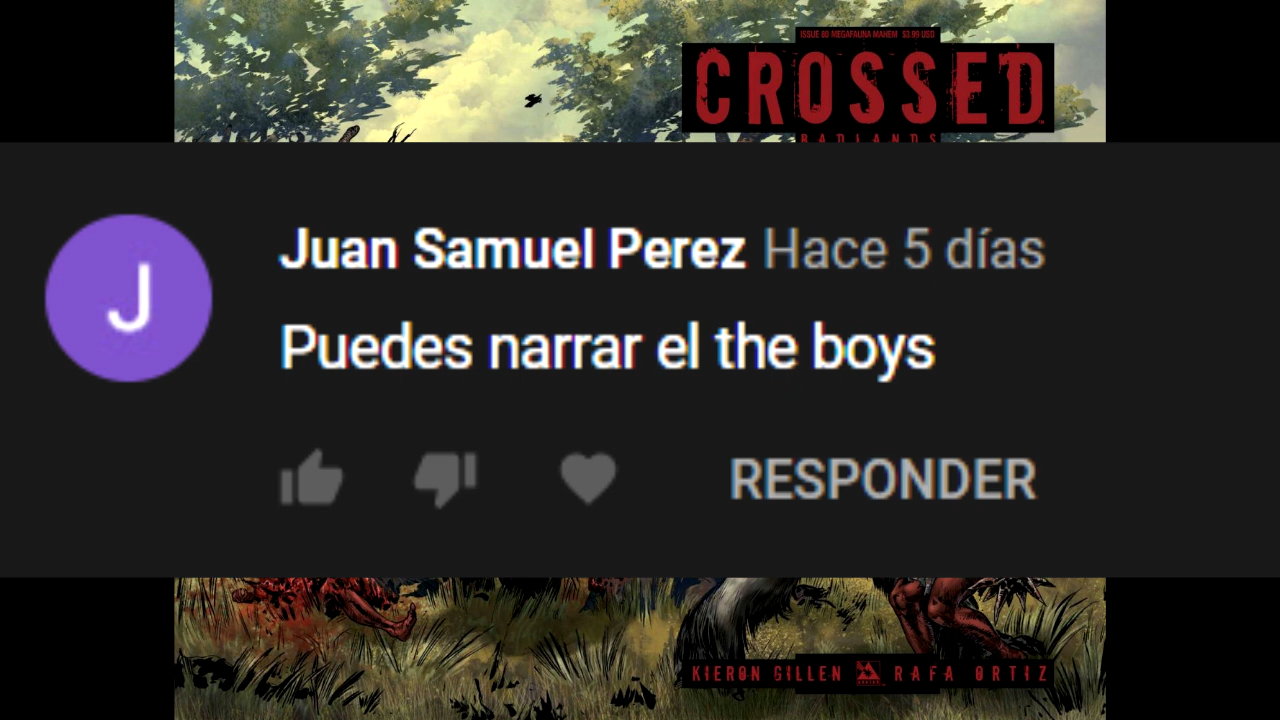 ISSUE 80 MEGAFAUNA MAHEM $3.99 USD
CROSSED
BADLANDS
J
Juan Samuel Perez Hace 5 días
Puedes narrar el the boys
RESPONDER
KIERON GILLEN RAFA ORTIZ